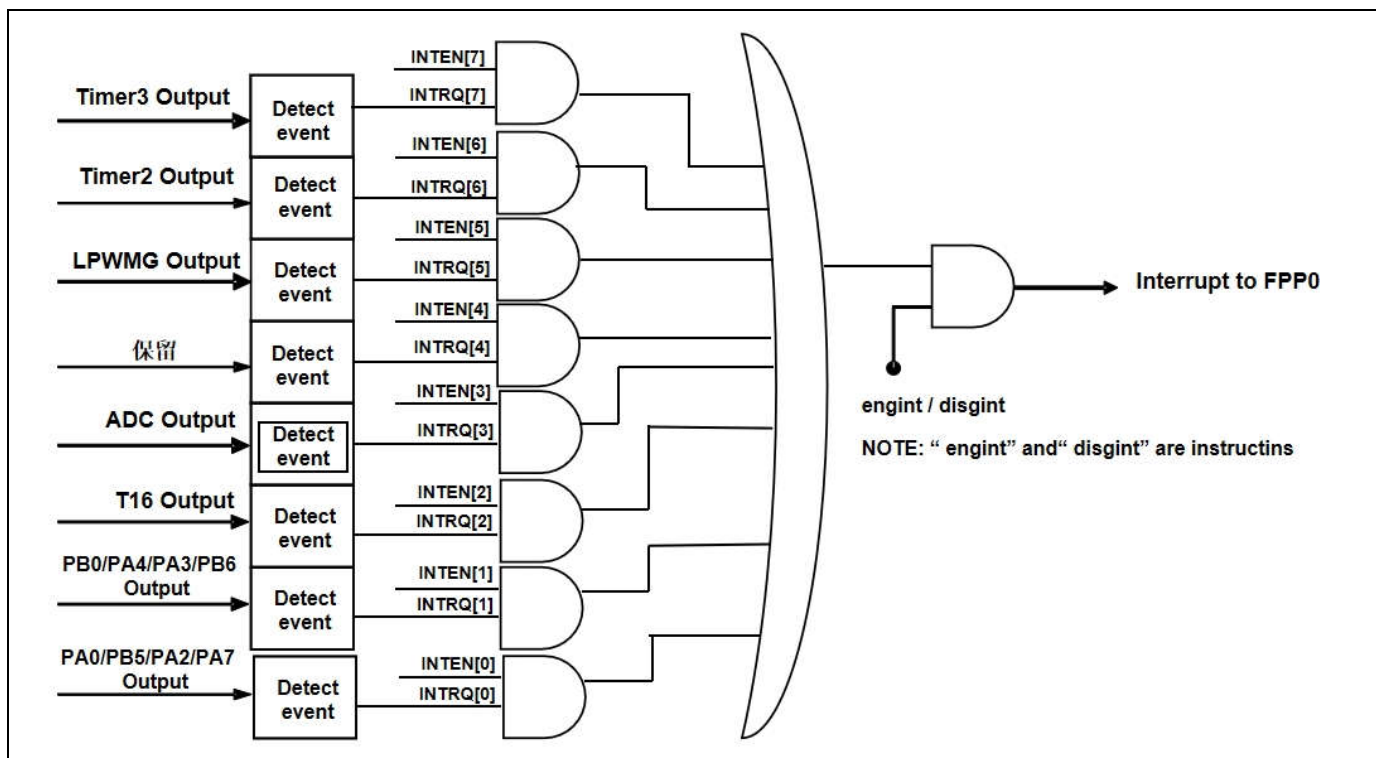 Timer3 Output
Detect
event
INTEN[7]
INTRQ[7]
Timer2 Output
Detect
event
INTEN[6]
INTRQ[6]
LPWMG Output
Detect
event
INTEN[5]
INTRQ[5]
保留
Detect
event
INTEN[4]
INTRQ[4]
ADC Output
Detect
event
INTEN[3]
INTRQ[3]
T16 Output
Detect
event
INTEN[2]
INTRQ[2]
PB0/PA4/PA3/PB6
Output
Detect
event
INTEN[1]
INTRQ[1]
PA0/PB5/PA2/PA7
Output
Detect
event
INTEN[0]
INTRQ[0]
Interrupt to FPP0
engint / disgint
NOTE: “ engint” and“ disgint” are instructins